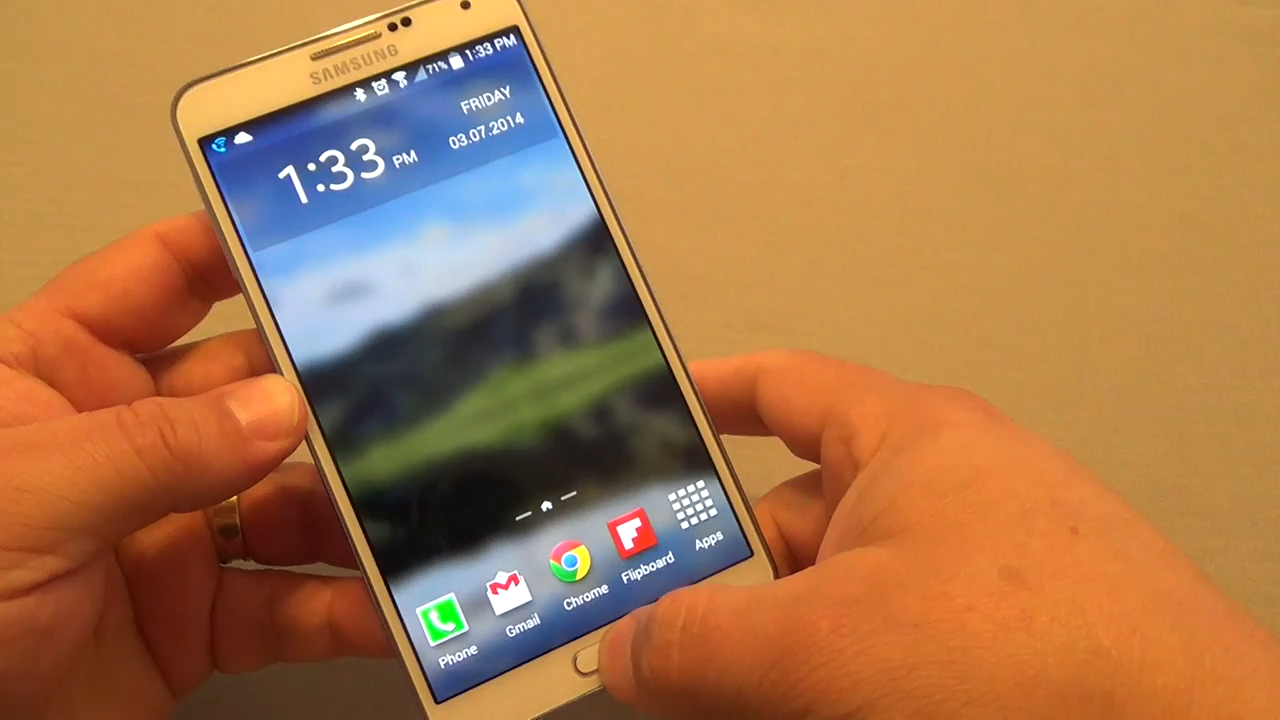 SAMSUNG
71% 1:33 PM
1:33 PM
FRIDAY
03.07.2014
Phone
Gmail
Chrome
Flipboard
Apps